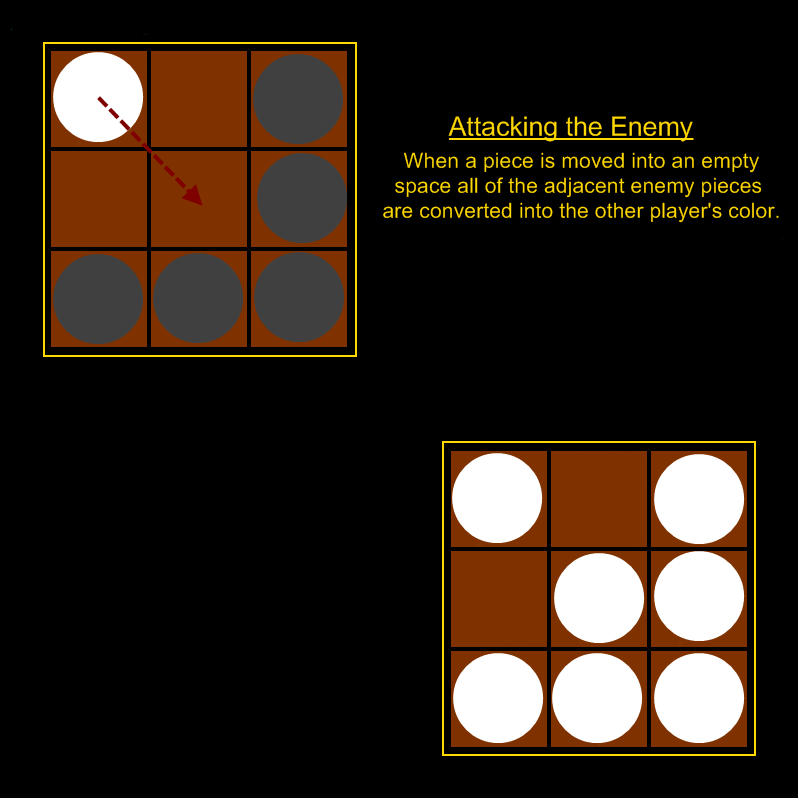 Attacking the Enemy
When a piece is moved into an empty
space all of the adjacent enemy pieces
are converted into the other player's color.